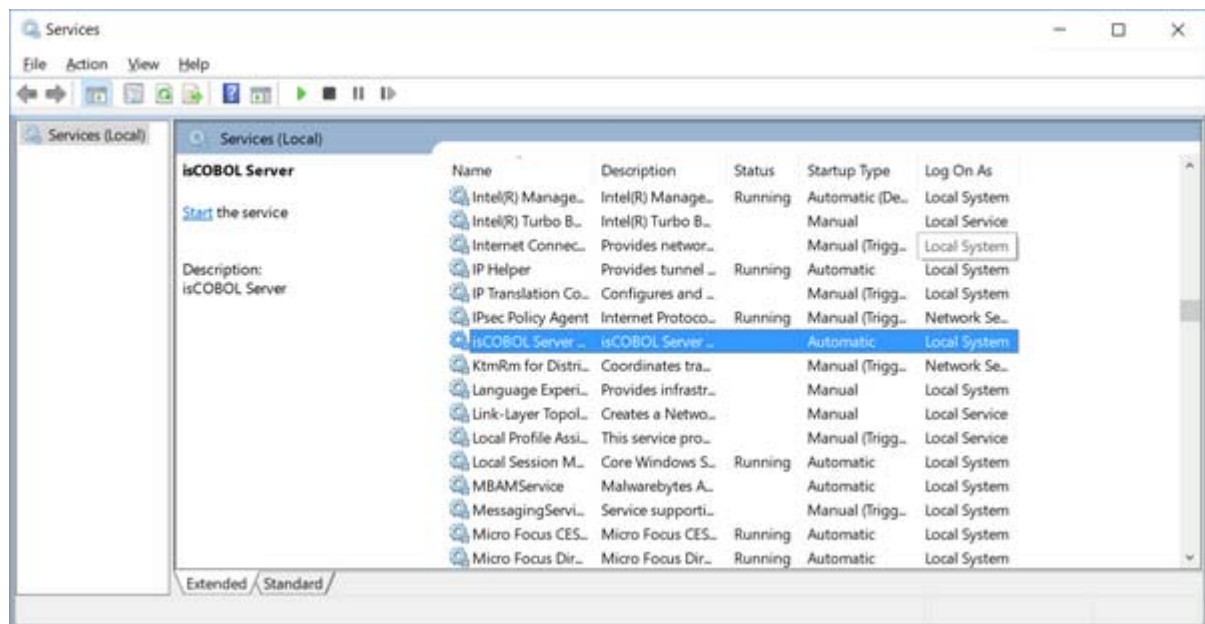 Services
File Action View Help
Services (Local)
Services (Local)
isCOBOL Server
Start the service
Description:
isCOBOL Server
Name Description Status Startup Type Log On As
Intel(R) Manage... Intel(R) Manage... Running Automatic (De... Local System
Intel(R) Turbo B... Intel(R) Turbo B... Manual Local Service
Internet Connec... Provides networ... Manual (Trigg... Local System
IP Helper Provides tunnel ... Running Automatic Local System
IP Translation Co... Configures and ... Manual (Trigg... Local System
IPsec Policy Agent Internet Protoco... Running Manual (Trigg... Network Se...
isCOBOL Server ... isCOBOL Server ... Automatic Local System
KtmRm for Distri... Coordinates tra... Manual (Trigg... Network Se...
Language Experi... Provides infrastr... Manual Local System
Link-Layer Topol... Creates a Netwo... Manual Local Service
Local Profile Assi... This service pro... Manual (Trigg... Local Service
Local Session M... Core Windows S... Running Automatic Local System
MBAMService Malwarebytes A... Automatic Local System
MessagingServi... Service supporti... Manual (Trigg... Local System
Micro Focus CES... Micro Focus CES... Running Automatic Local System
Micro Focus Dir... Micro Focus Dir... Running Automatic Local System
Extended Standard